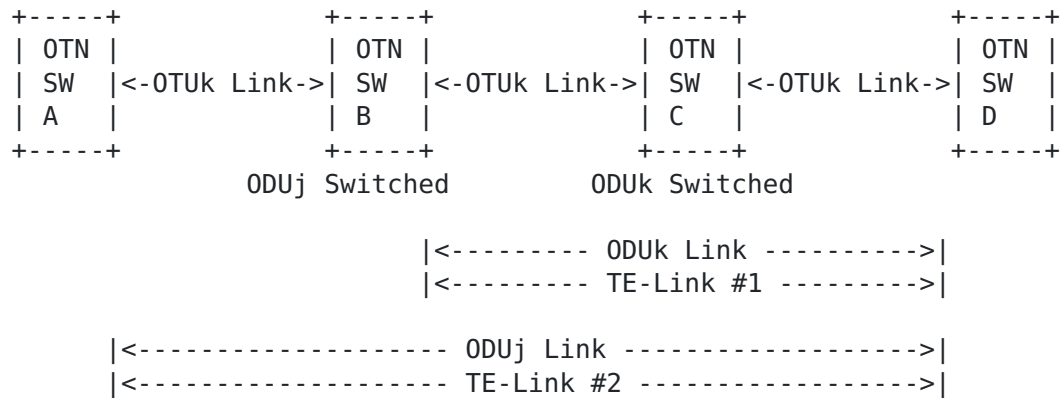 +-----+             +-----+             +-----+             +-----+
| OTN |             | OTN |             | OTN |             | OTN |
| SW  |<-OTUk Link->| SW  |<-OTUk Link->| SW  |<-OTUk Link->| SW  |
| A   |             | B   |             | C   |             | D   |
+-----+             +-----+             +-----+             +-----+
               ODUj Switched         ODUk Switched
                          |<--------- ODUk Link ---------->|
                          |<--------- TE-Link #1 --------->|
      |<-------------------- ODUj Link ------------------->|
      |<-------------------- TE-Link #2 ------------------>|